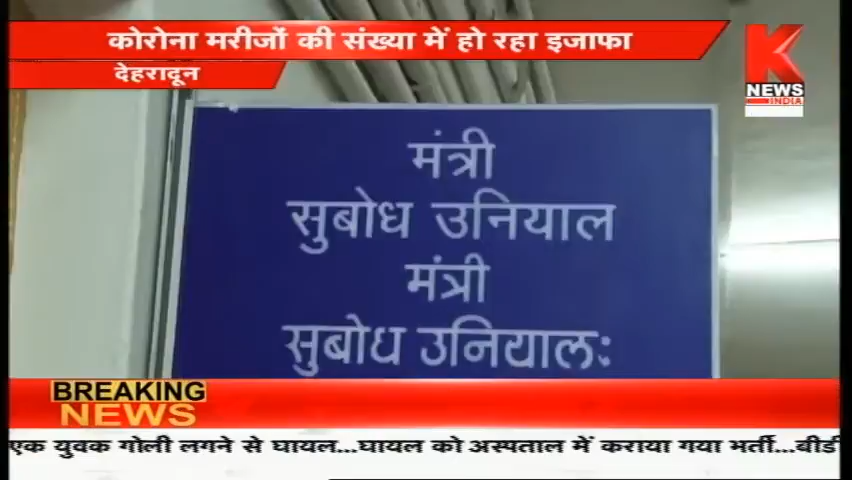 कोरोना मरीजों की संख्या में हो रहा इजाफा
देहरादून
K
NEWS
INDIA
मंत्री
सुबोध उनियाल
मंत्री
सुबोध उनियालः
BREAKING
NEWS
एक युवक गोली लगने से घायल...घायल को अस्पताल में कराया गया भर्ती...बीडी